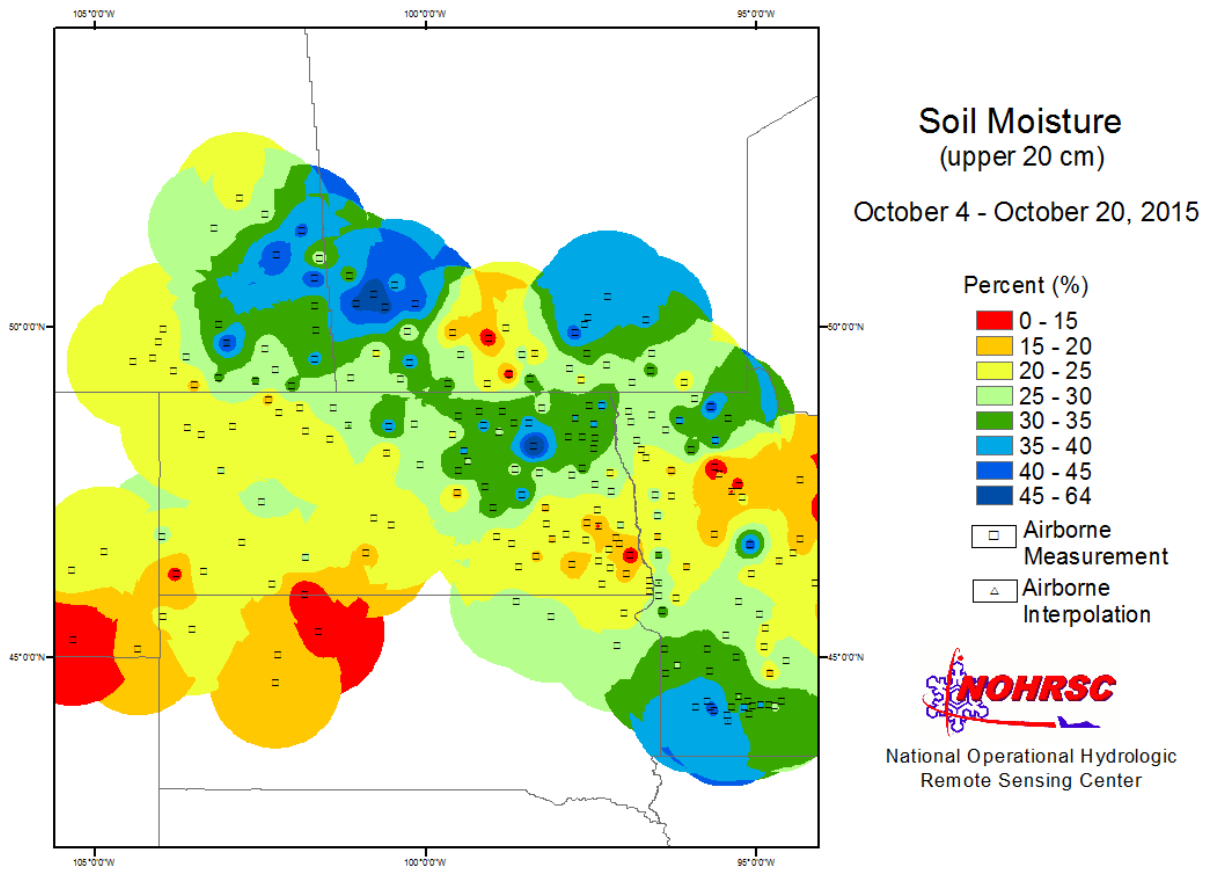 105°0'0"W 100°0'0"W 95°0'0"W
50°0'0"N 50°0'0"N
45°0'0"N 45°0'0"N
105°0'0"W 100°0'0"W 95°0'0"W
Soil Moisture
(upper 20 cm)
October 4 - October 20, 2015
Percent (%)
0 - 15
15 - 20
20 - 25
25 - 30
30 - 35
35 - 40
40 - 45
45 - 64
Airborne
Measurement
Airborne
Interpolation
NOHRSC
National Operational Hydrologic
Remote Sensing Center